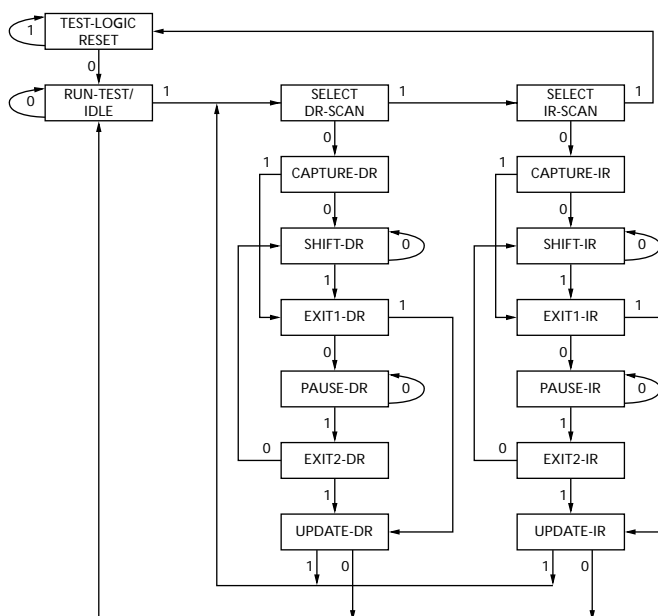 TEST-LOGIC
RESET
1
0
RUN-TEST/
IDLE
0
1
SELECT
DR-SCAN
1
SELECT
IR-SCAN
1
0
0
1
CAPTURE-DR
1
CAPTURE-IR
0
0
SHIFT-DR
0
SHIFT-IR
0
1
1
EXIT1-DR
1
EXIT1-IR
1
0
0
PAUSE-DR
0
PAUSE-IR
0
1
1
0
EXIT2-DR
0
EXIT2-IR
1
1
UPDATE-DR
UPDATE-IR
1
0
1
0